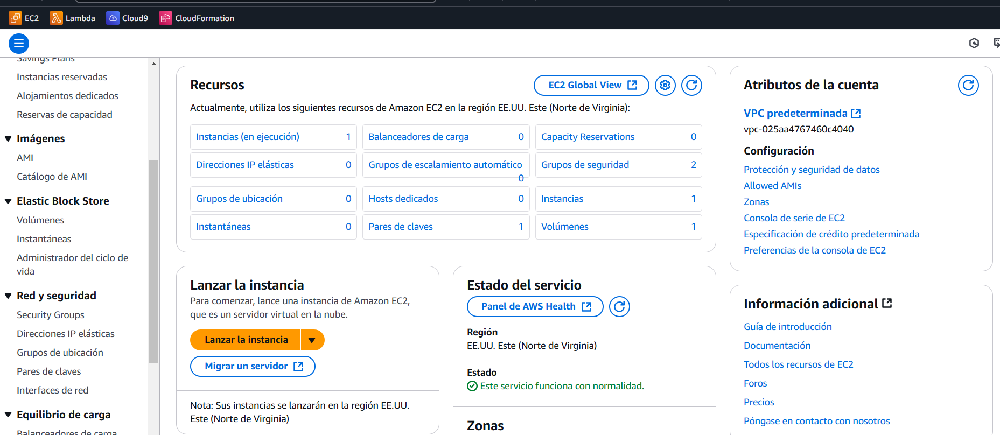 EC2 Lambda Cloud9 CloudFormation
Savings Plans
Instancias reservadas
Alojamientos dedicados
Reservas de capacidad
Imágenes
AMI
Catálogo de AMI
Elastic Block Store
Volúmenes
Instantáneas
Administrador del ciclo de
vida
Red y seguridad
Security Groups
Direcciones IP elásticas
Grupos de ubicación
Pares de claves
Interfaces de red
Equilibrio de carga
Balanceadores de carga
Recursos
EC2 Global View
Actualmente, utiliza los siguientes recursos de Amazon EC2 en la región EE.UU. Este (Norte de Virginia):
Instancias (en ejecución) 1
Balanceadores de carga 0
Capacity Reservations 0
Direcciones IP elásticas 0
Grupos de escalamiento automático
0
Grupos de seguridad 2
Grupos de ubicación 0
Hosts dedicados 0
Instancias 1
Instantáneas 0
Pares de claves 1
Volúmenes 1
Lanzar la instancia
Para comenzar, lance una instancia de Amazon EC2,
que es un servidor virtual en la nube.
Lanzar la instancia
Migrar un servidor
Nota: Sus instancias se lanzarán en la región EE.UU.
Este (Norte de Virginia)
Estado del servicio
Panel de AWS Health
Región
EE.UU. Este (Norte de Virginia)
Estado
Este servicio funciona con normalidad.
Zonas
Atributos de la cuenta
VPC predeterminada
vpc-025aa4767460c4040
Configuración
Protección y seguridad de datos
Allowed AMIs
Zonas
Consola de serie de EC2
Especificación de crédito predeterminada
Preferencias de la consola de EC2
Información adicional
Guía de introducción
Documentación
Todos los recursos de EC2
Foros
Precios
Póngase en contacto con nosotros